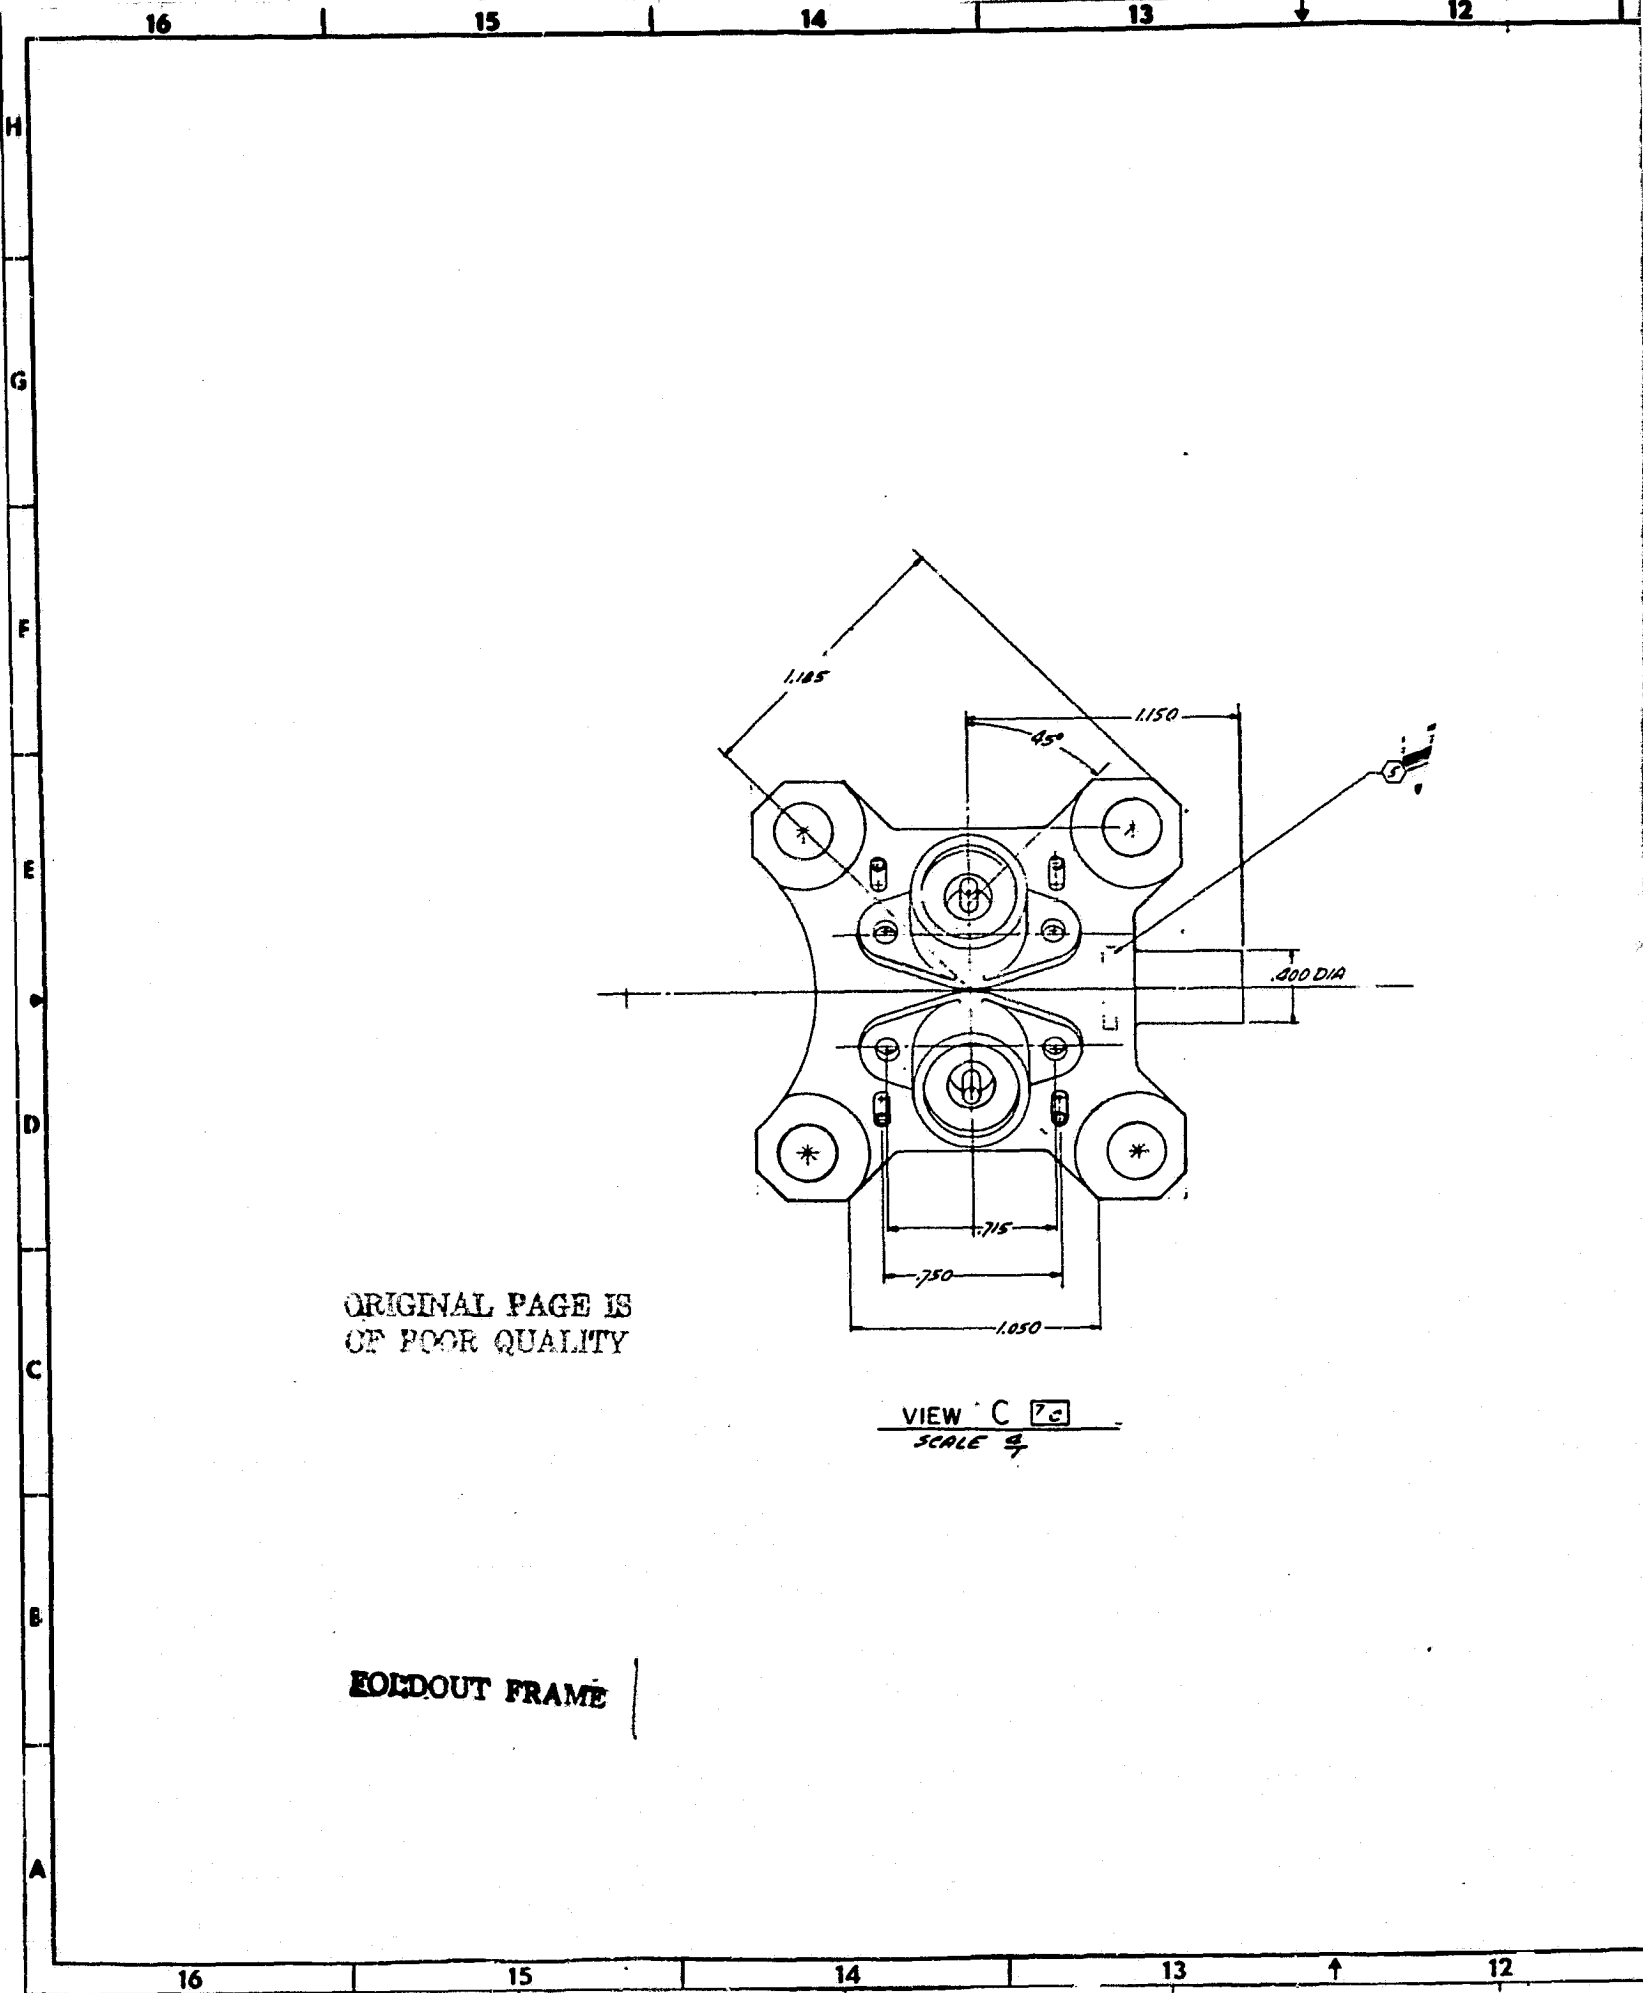 16 15 14 13 12
H
G
F
E
D
C
B
A
1.150
45°
5
.400 DIA
.715
.750
1.050
ORIGINAL PAGE IS
OF POOR QUALITY
VIEW C 7C
SCALE 4/1
FOLDOUT FRAME
16 15 14 13 12